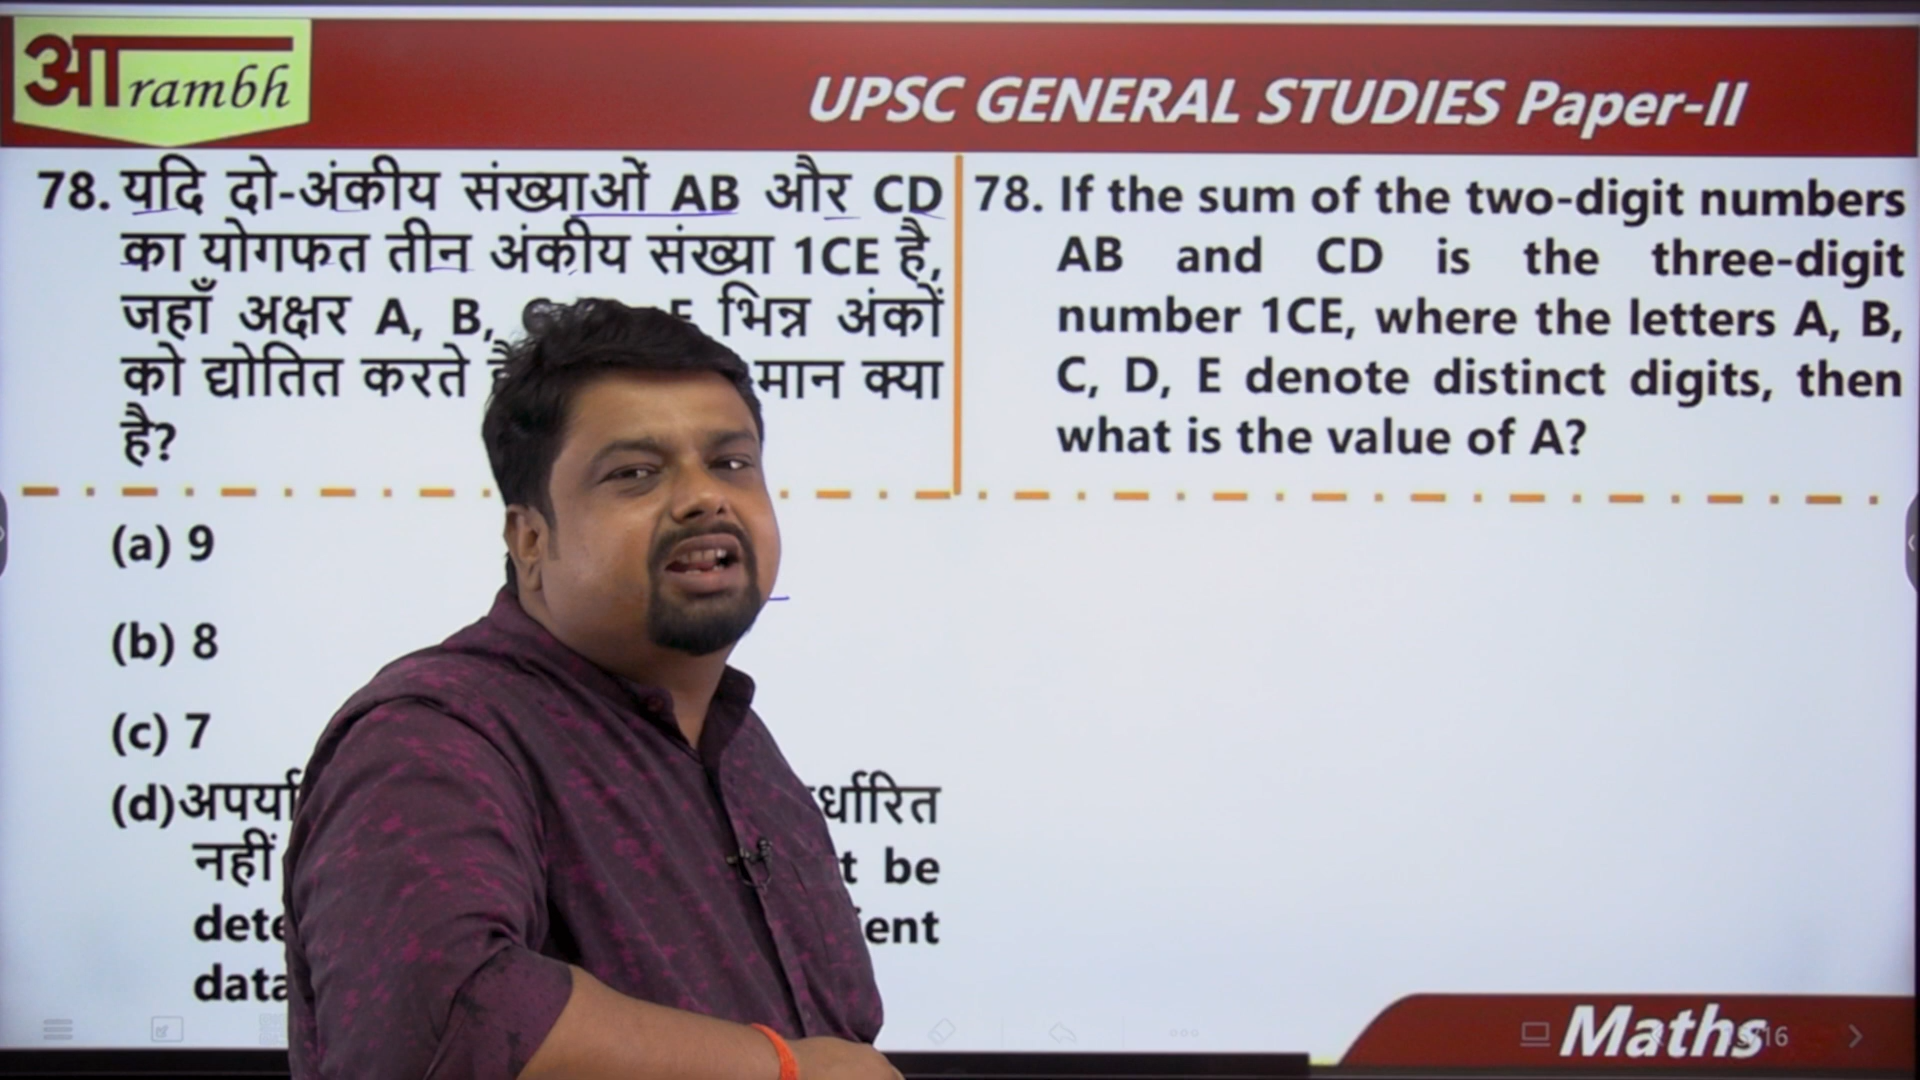 आrambh
UPSC GENERAL STUDIES Paper-II
78. यदि दो-अंकीय संख्याओं AB और CD
का योगफत तीन अंकीय संख्या 1CE है,
जहाँ अक्षर A, B, भिन्न अंकों
को द्योतित करते मान क्या
है?
78. If the sum of the two-digit numbers
AB and CD is the three-digit
number 1CE, where the letters A, B,
C, D, E denote distinct digits, then
what is the value of A?
(a) 9
(b) 8
(c) 7
(d)
नहीं be
data
Maths